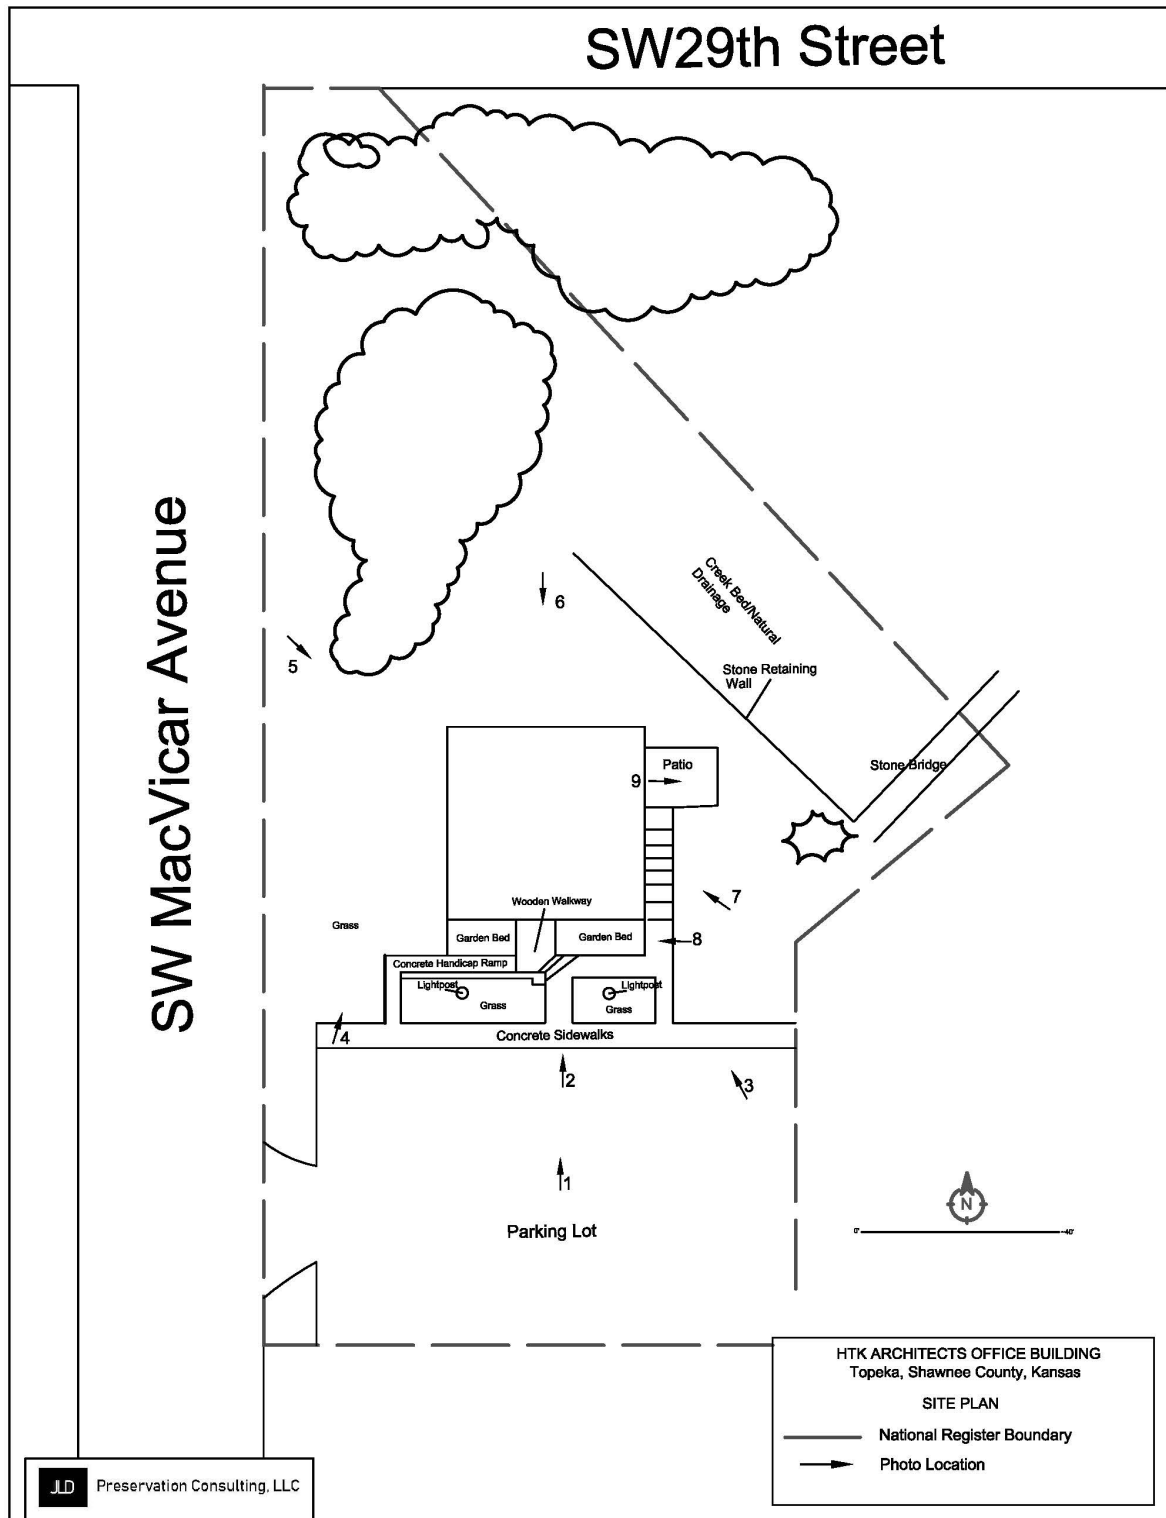 SW29th Street
SW MacVicar Avenue
Creek Bed/Natural
Drainage
6
5
Stone Retaining
Wall
Stone Bridge
Patio
9
7
Wooden Walkway
Grass
Garden Bed
Garden Bed
8
Concrete Handicap Ramp
Lightpost
Lightpost
Grass
Grass
4
Concrete Sidewalks
2
3
1
N
Parking Lot
0'
40'
HTK ARCHITECTS OFFICE BUILDING
Topeka, Shawnee County, Kansas
SITE PLAN
National Register Boundary
Photo Location
JLD Preservation Consulting, LLC